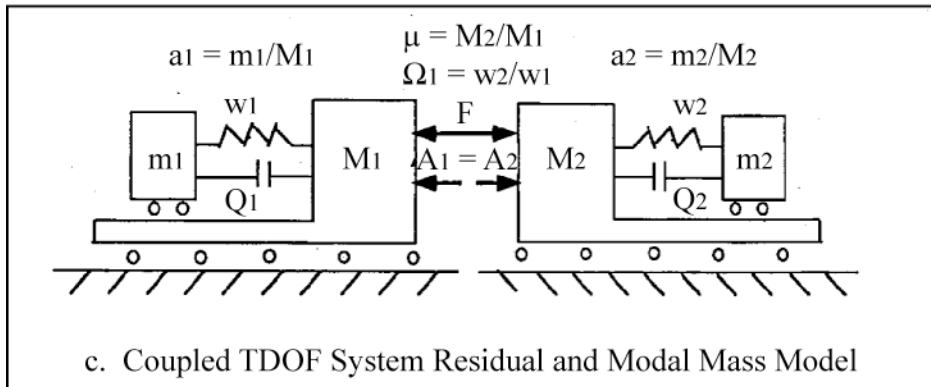 μ = M2/M1
a1 = m1/M1 a2 = m2/M2
Ω1 = w2/w1
w1 F w2
m1 M1 A1 = A2 M2 m2
Q1 Q2
c. Coupled TDOF System Residual and Modal Mass Model